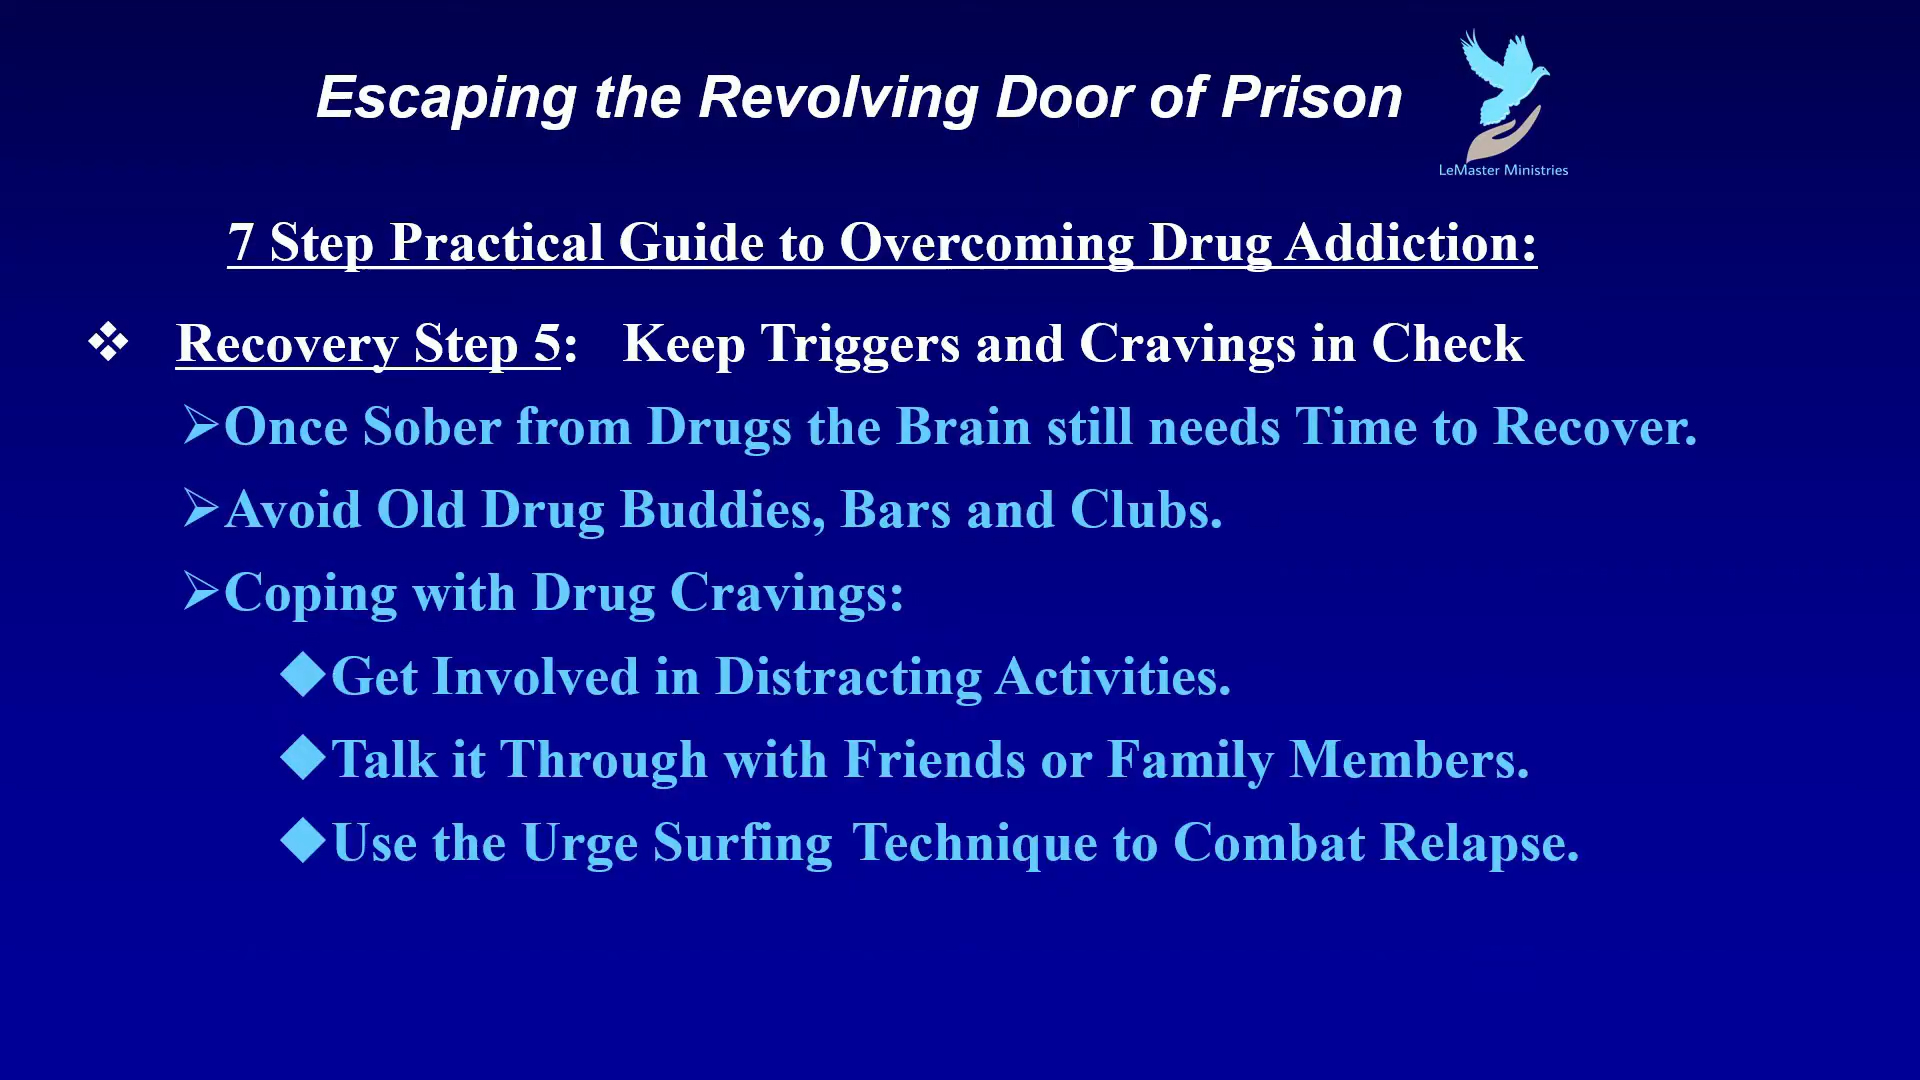 Escaping the Revolving Door of Prison
LeMaster Ministries
7 Step Practical Guide to Overcoming Drug Addiction:
❖ Recovery Step 5: Keep Triggers and Cravings in Check
➢Once Sober from Drugs the Brain still needs Time to Recover.
➢Avoid Old Drug Buddies, Bars and Clubs.
➢Coping with Drug Cravings:
◆Get Involved in Distracting Activities.
◆Talk it Through with Friends or Family Members.
◆Use the Urge Surfing Technique to Combat Relapse.